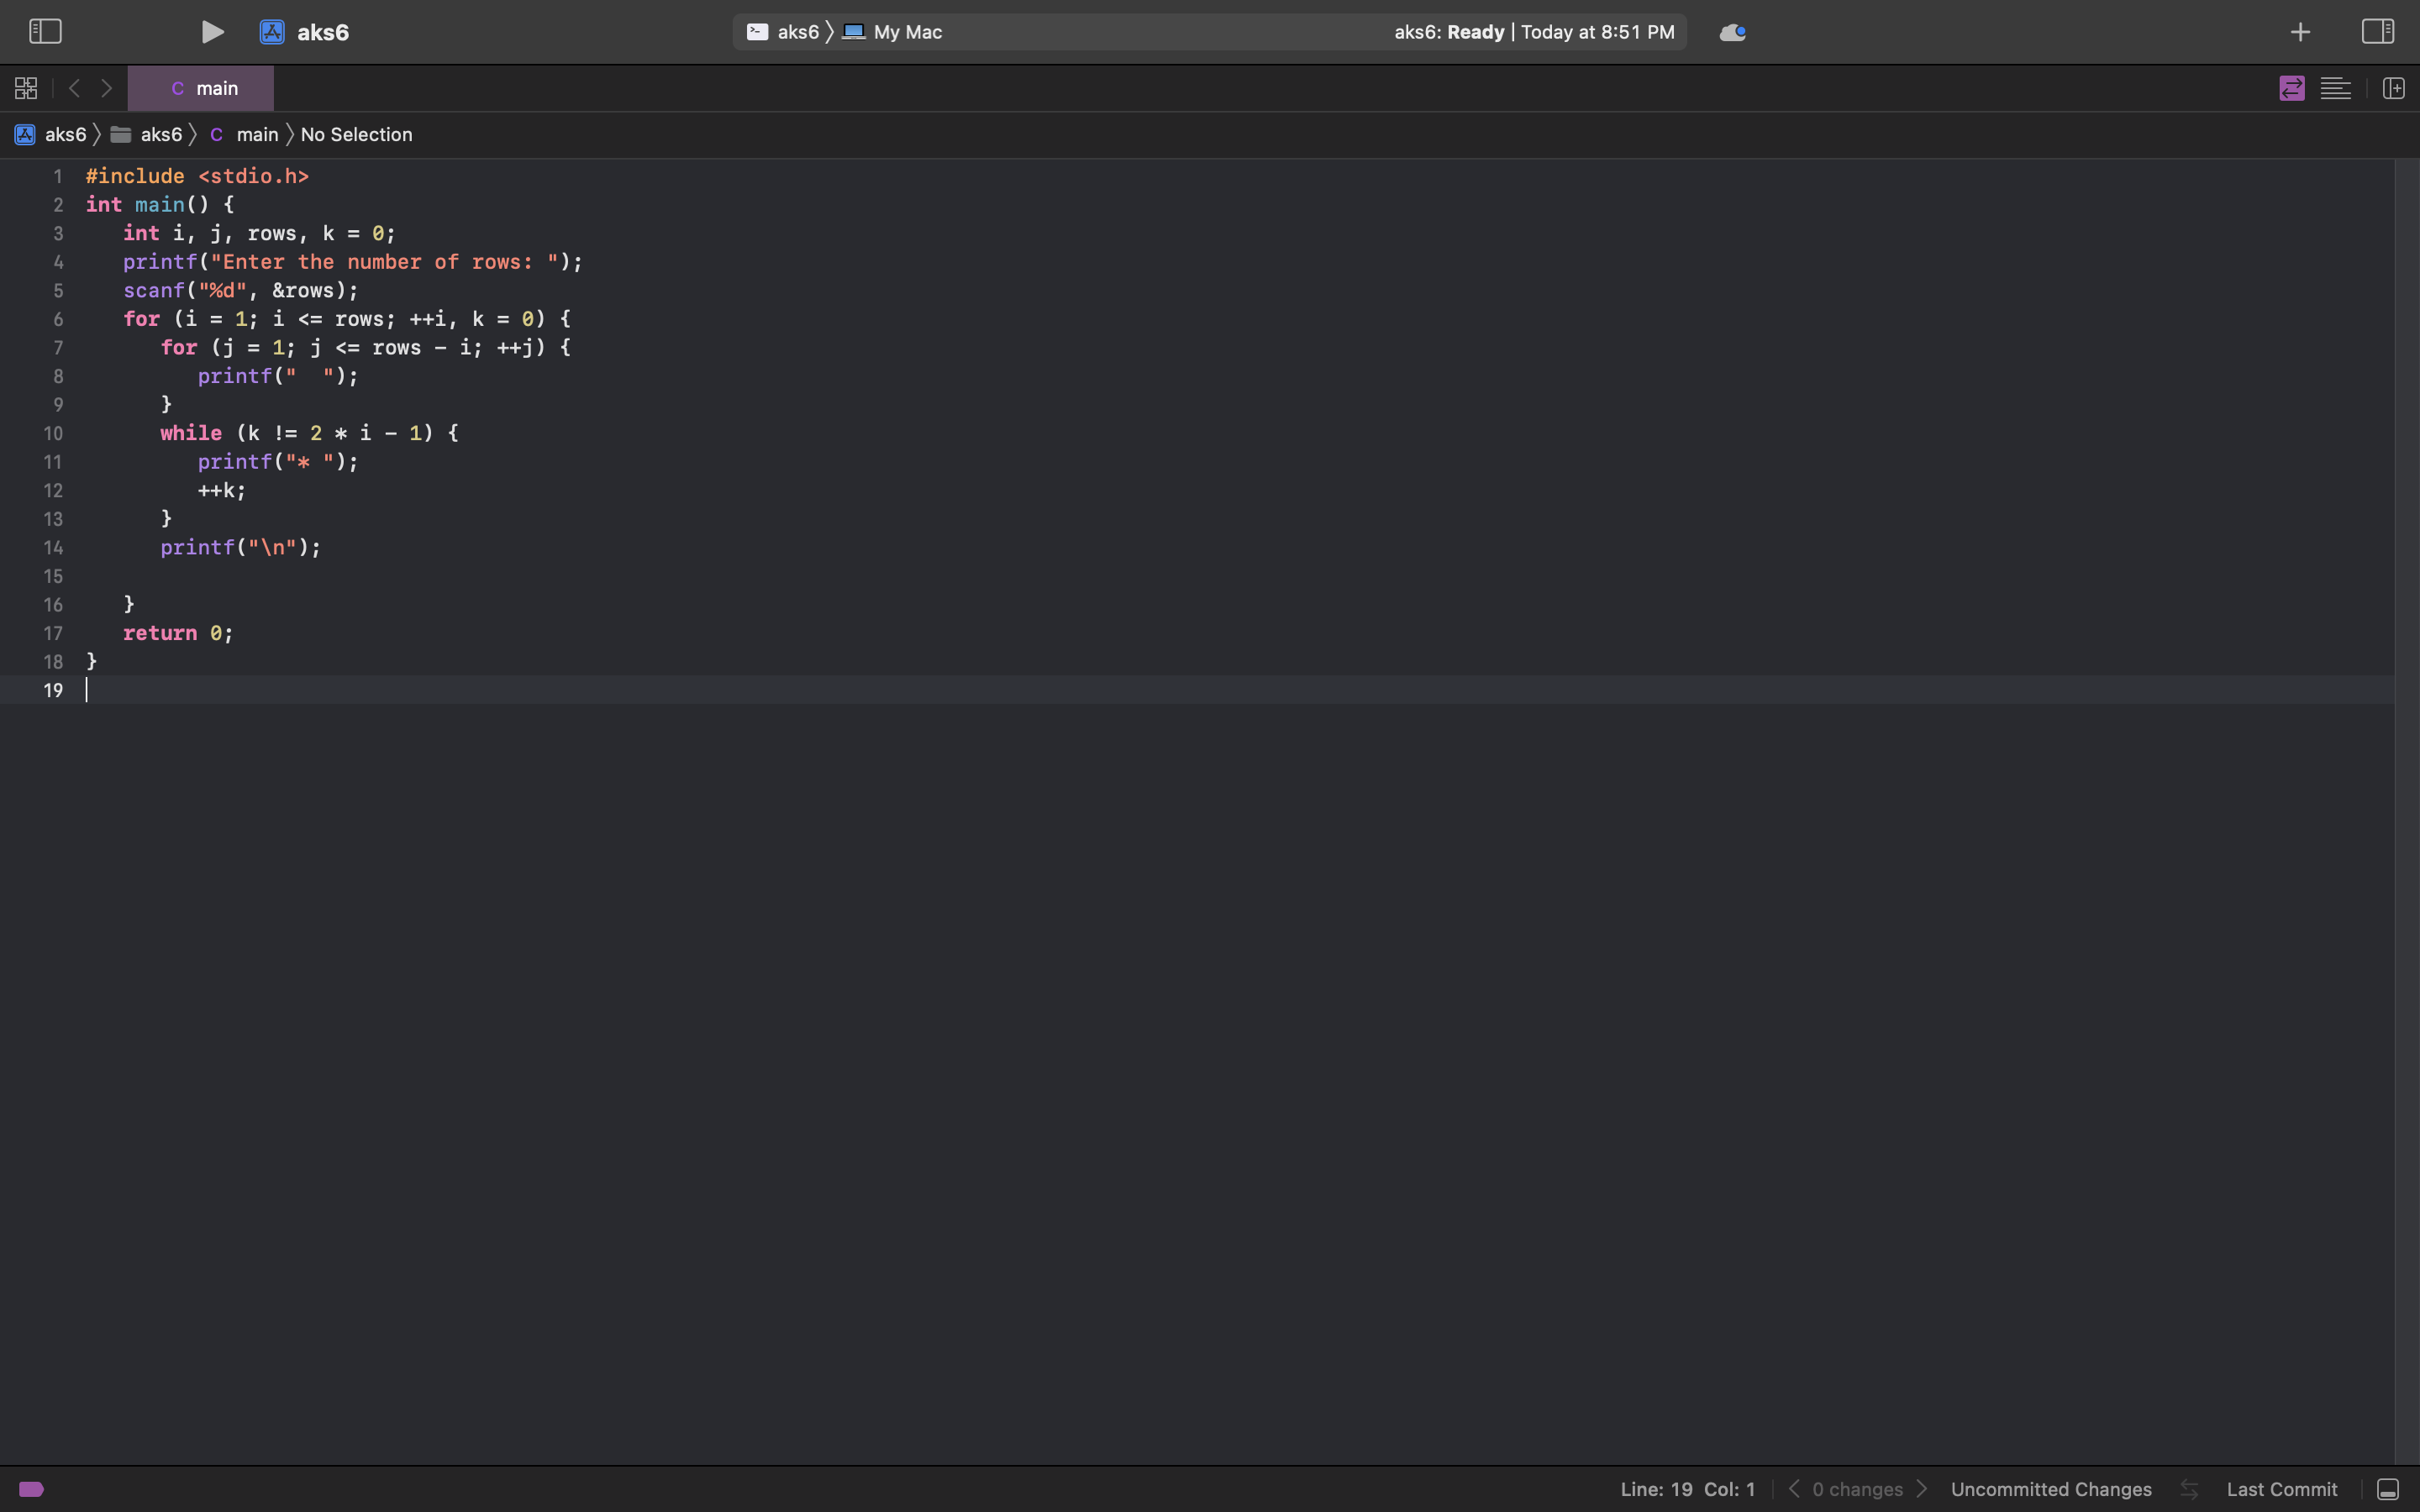 aks6
aks6 My Mac
aks6: Ready | Today at 8:51 PM
C main
aks6 aks6 C main No Selection
1 #include <stdio.h>
2 int main() {
3    int i, j, rows, k = 0;
4    printf("Enter the number of rows: ");
5    scanf("%d", &rows);
6    for (i = 1; i <= rows; ++i, k = 0) {
7       for (j = 1; j <= rows - i; ++j) {
8          printf("  ");
9       }
10       while (k != 2 * i - 1) {
11          printf("* ");
12          ++k;
13       }
14       printf("\n");
15
16    }
17    return 0;
18 }
19
Line: 19 Col: 1 0 changes Uncommitted Changes Last Commit